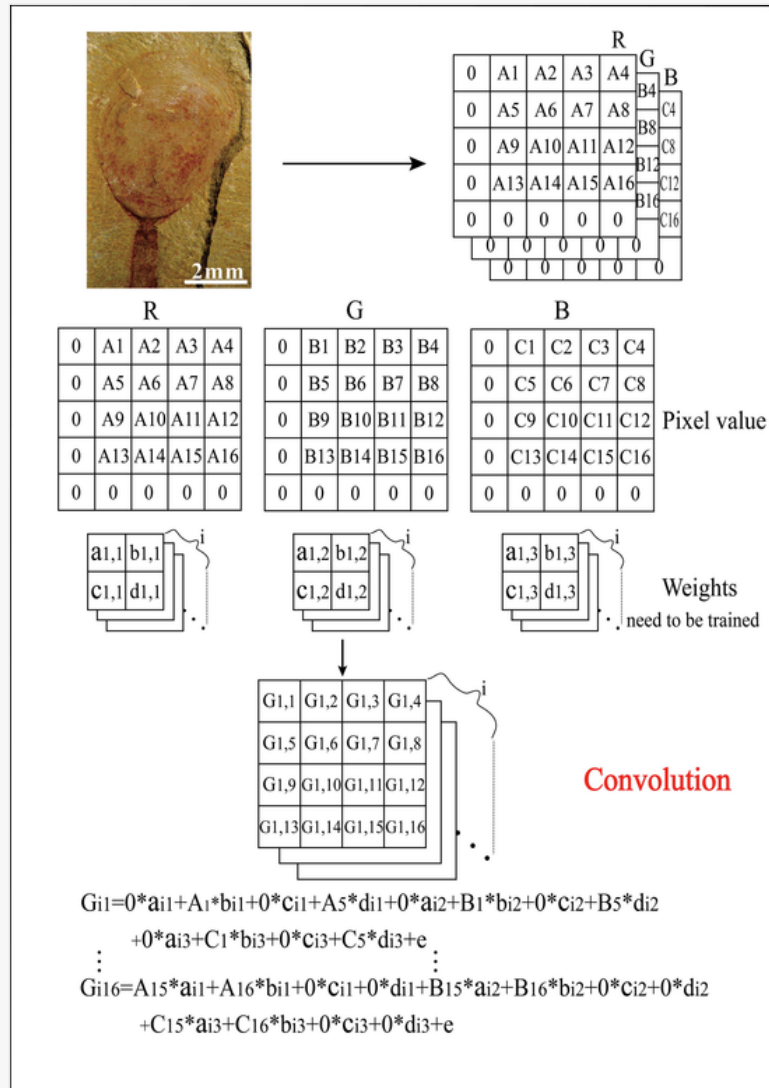 R
G
B
0 A1 A2 A3 A4
B4
C4
0 A5 A6 A7 A8
B8
C8
0 A9 A10 A11 A12
B12
C12
0 A13 A14 A15 A16
B16
C16
0 0 0 0 0
0 0 0 0 0
0 0 0 0 0
2mm
R G B
0 A1 A2 A3 A4 0 B1 B2 B3 B4 0 C1 C2 C3 C4
0 A5 A6 A7 A8 0 B5 B6 B7 B8 0 C5 C6 C7 C8
0 A9 A10 A11 A12 0 B9 B10 B11 B12 0 C9 C10 C11 C12 Pixel value
0 A13 A14 A15 A16 0 B13 B14 B15 B16 0 C13 C14 C15 C16
0 0 0 0 0 0 0 0 0 0 0 0 0 0 0
i i i
a1,1 b1,1 a1,2 b1,2 a1,3 b1,3
c1,1 d1,1 c1,2 d1,2 c1,3 d1,3
Weights
need to be trained
i
G1,1 G1,2 G1,3 G1,4
G1,5 G1,6 G1,7 G1,8
G1,9 G1,10 G1,11 G1,12
G1,13 G1,14 G1,15 G1,16
Convolution
Gi1=0*ai1+A1*bi1+0*ci1+A5*di1+0*ai2+B1*bi2+0*ci2+B5*di2
+0*ai3+C1*bi3+0*ci3+C5*di3+e
Gi16=A15*ai1+A16*bi1+0*ci1+0*di1+B15*ai2+B16*bi2+0*ci2+0*di2
+C15*ai3+C16*bi3+0*ci3+0*di3+e